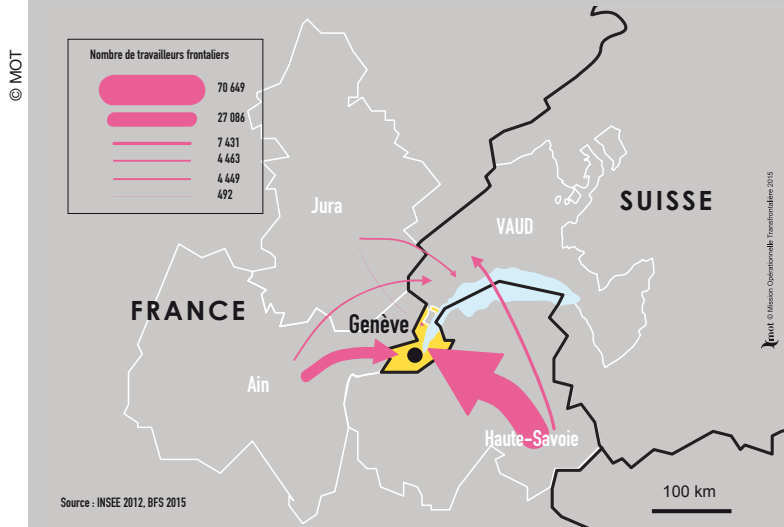 © MOT
Nombre de travailleurs frontaliers
70 649
27 086
7 431
4 463
4 449
492
Jura
VAUD
SUISSE
FRANCE
Genève
Ain
Haute-Savoie
Source : INSEE 2012, BFS 2015
100 km
mot © Mission Opérationnelle Transfrontalière 2015